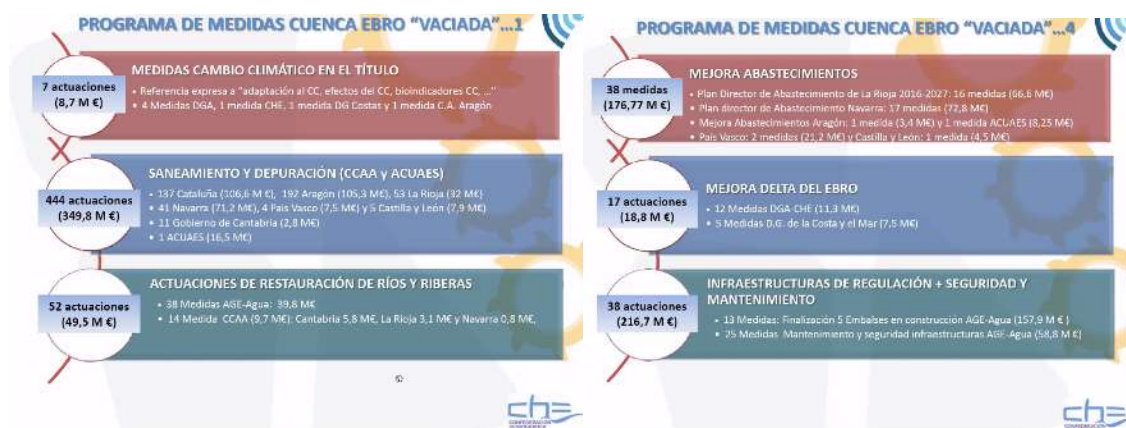 PROGRAMA DE MEDIDAS CUENCA EBRO "VACIADA"...1
7 actuaciones
(8,7 M €)
MEDIDAS CAMBIO CLIMÁTICO EN EL TÍTULO
• Referencia expresa a "adaptación al CC, efectos del CC, bioindicadores CC, ..."
• 4 Medidas DGA, 1 medida CHE, 1 medida DG Costas y 1 medida C.A. Aragón
444 actuaciones
(349,8 M €)
SANEAMIENTO Y DEPURACIÓN (CCAA y ACUAES)
• 137 Cataluña (106,6 M €), 192 Aragón (105,3 M€), 53 La Rioja (32 M€)
• 41 Navarra (71,2 M€), 4 País Vasco (7,5 M€) y 5 Castilla y León (7,9 M€)
• 11 Gobierno de Cantabria (2,8 M€)
• 1 ACUAES (16,5 M€)
52 actuaciones
(49,5 M €)
ACTUACIONES DE RESTAURACIÓN DE RÍOS Y RIBERAS
• 38 Medidas AGE-Agua: 39,8 M€
• 14 Medida CCAA (9,7 M€): Cantabria 5,8 M€, La Rioja 3,1 M€ y Navarra 0,8 M€,
che
PROGRAMA DE MEDIDAS CUENCA EBRO "VACIADA"...4
38 medidas
(176,77 M €)
MEJORA ABASTECIMIENTOS
• Plan Director de Abastecimiento de La Rioja 2016-2027: 16 medidas (66,6 M€)
• Plan director de Abastecimiento Navarra: 17 medidas (72,8 M€)
• Mejora Abastecimientos Aragón: 1 medida (3,4 M€) y 1 medida ACUAES (8,25 M€)
• País Vasco: 2 medidas (21,2 M€) y Castilla y León: 1 medida (4,5 M€)
17 actuaciones
(18,8 M €)
MEJORA DELTA DEL EBRO
• 12 Medidas DGA-CHE (11,3 M€)
• 5 Medidas D.G. de la Costa y el Mar (7,5 M€)
38 actuaciones
(216,7 M €)
INFRAESTRUCTURAS DE REGULACIÓN + SEGURIDAD Y
MANTENIMIENTO
• 13 Medidas: Finalización 5 Embalses en construcción AGE-Agua (157,9 M€ )
• 25 Medidas Mantenimiento y seguridad infraestructuras AGE-Agua (58,8 M€)
che